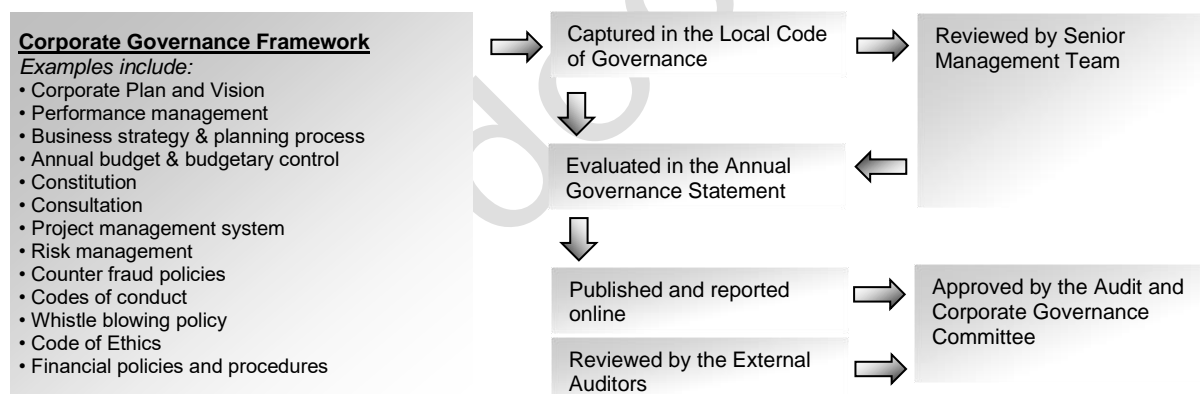 Corporate Governance Framework
Examples include:
• Corporate Plan and Vision
• Performance management
• Business strategy & planning process
• Annual budget & budgetary control
• Constitution
• Consultation
• Project management system
• Risk management
• Counter fraud policies
• Codes of conduct
• Whistle blowing policy
• Code of Ethics
• Financial policies and procedures
Captured in the Local Code
of Governance
Reviewed by Senior
Management Team
Evaluated in the Annual
Governance Statement
Published and reported
online
Approved by the Audit and
Corporate Governance
Committee
Reviewed by the External
Auditors